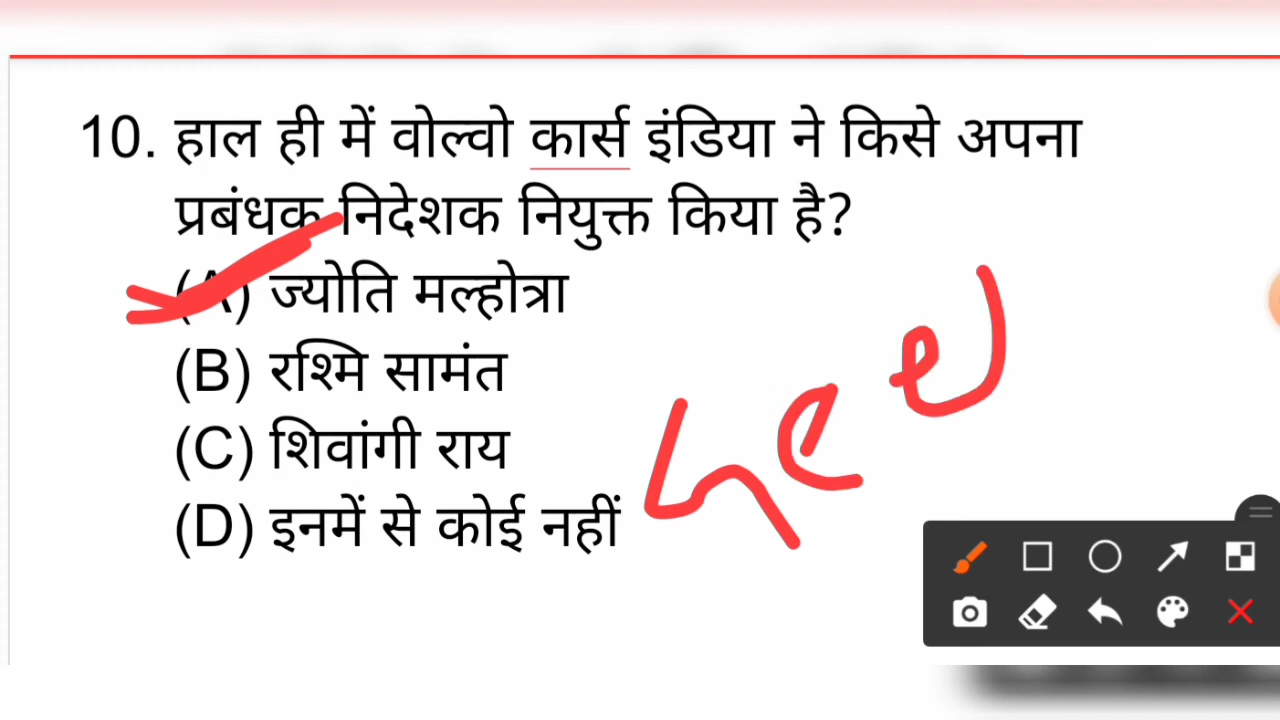 10. हाल ही में वोल्वो कार्स इंडिया ने किसे अपना
प्रबंधक निदेशक नियुक्त किया है?
(A) ज्योति मल्होत्रा
(B) रश्मि सामंत
(C) शिवांगी राय
(D) इनमें से कोई नहीं